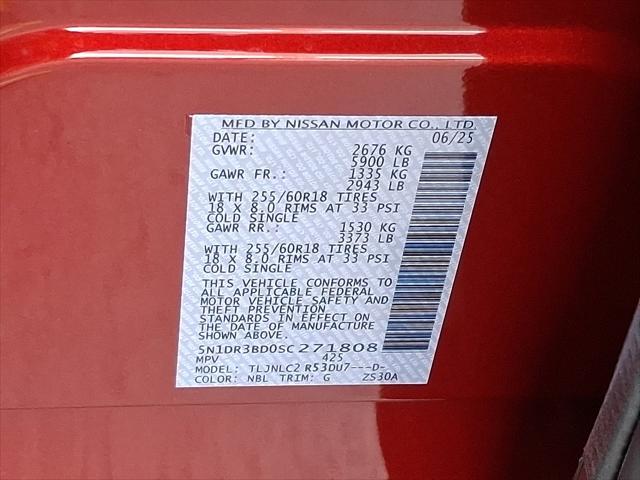 MFD BY NISSAN MOTOR CO., LTD.
DATE: 06/25
GVWR: 2676 KG
5900 LB
GAWR FR.: 1335 KG
2943 LB
WITH 255/60R18 TIRES
18 X 8.0 RIMS AT 33 PSI
COLD SINGLE
GAWR RR.: 1530 KG
3373 LB
WITH 255/60R18 TIRES
18 X 8.0 RIMS AT 33 PSI
COLD SINGLE
THIS VEHICLE CONFORMS TO
ALL APPLICABLE FEDERAL
MOTOR VEHICLE SAFETY AND
THEFT PREVENTION
STANDARDS IN EFFECT ON
THE DATE OF MANUFACTURE
SHOWN ABOVE.
5N1DR3BD0SC271808
MPV 425
MODEL: TLJNLC2 R53DU7---D-
COLOR: NBL TRIM: G ZS30A